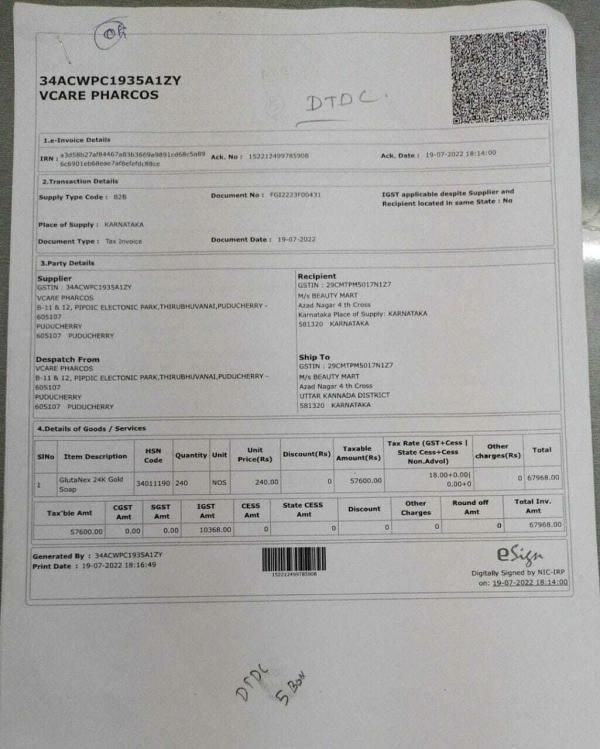 OK
34ACWPC1935A1ZY
VCARE PHARCOS
DTDC.
1.e-Invoice Details
IRN : a3d58b27af84467a83b3669a9891cd68c5a89 Ack. No : 152212499785908 Ack. Date : 19-07-2022 18:14:00
6c6901eb68eae7af8efefdc88ce
2.Transaction Details
Supply Type Code : B2B Document No : FGI2223F00431 IGST applicable despite Supplier and
Recipient located in same State : No
Place of Supply : KARNATAKA
Document Type : Tax Invoice Document Date : 19-07-2022
3.Party Details
Supplier
GSTIN : 34ACWPC1935A1ZY
VCARE PHARCOS
B-11 & 12, PIPDIC ELECTONIC PARK,THIRUBHUVANAI,PUDUCHERRY -
605107
PUDUCHERRY
605107 PUDUCHERRY
Recipient
GSTIN : 29CMTPM5017N1Z7
M/s BEAUTY MART
Azad Nagar 4 th Cross
Karnataka Place of Supply: KARNATAKA
581320 KARNATAKA
Despatch From
VCARE PHARCOS
B-11 & 12, PIPDIC ELECTONIC PARK,THIRUBHUVANAI,PUDUCHERRY -
605107
PUDUCHERRY
605107 PUDUCHERRY
Ship To
GSTIN : 29CMTPM5017N1Z7
M/s BEAUTY MART
Azad Nagar 4 th Cross
UTTAR KANNADA DISTRICT
581320 KARNATAKA
4.Details of Goods / Services
SlNo Item Description HSN Code Quantity Unit Unit Price(Rs) Discount(Rs) Taxable Amount(Rs) Tax Rate (GST+Cess | State Cess+Cess Non.Advol) Other charges(Rs) Total
1 GlutaNex 24K Gold Soap 34011190 240 NOS 240.00 0 57600.00 18.00+0.00| 0.00+0 0 67968.00
Tax'ble Amt CGST Amt SGST Amt IGST Amt CESS Amt State CESS Amt Discount Other Charges Round off Amt Total Inv. Amt
57600.00 0.00 0.00 10368.00 0 0 0 0 0 67968.00
Generated By : 34ACWPC1935A1ZY
Print Date : 19-07-2022 18:16:49
152212499785908
eSign
Digitally Signed by NIC-IRP
on: 19-07-2022 18:14:00
DTDC
5 Box